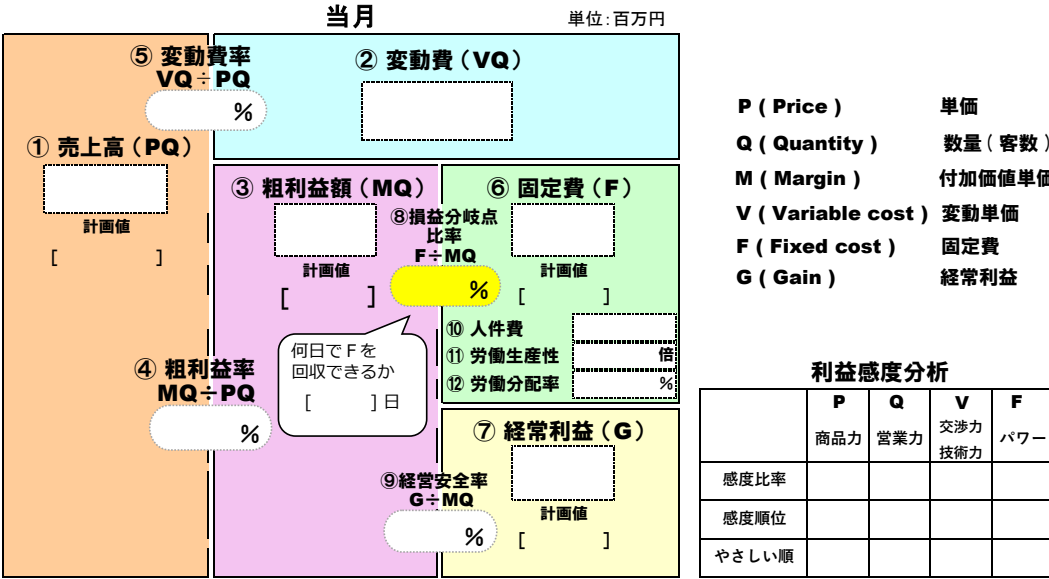 当月
単位：百万円
⑤ 変動費率
VQ÷PQ
%
② 変動費（VQ）
① 売上高（PQ）
計画値
[ ]
③ 粗利益額（MQ）
計画値
[ ]
⑧損益分岐点
比率
F÷MQ
%
⑥ 固定費（F）
計画値
[ ]
⑩ 人件費
⑪ 労働生産性 倍
⑫ 労働分配率 %
何日でＦを
回収できるか
[ ]日
④ 粗利益率
MQ÷PQ
%
⑦ 経常利益（G）
計画値
[ ]
⑨経営安全率
G÷MQ
%
P ( Price ) 単価
Q ( Quantity ) 数量( 客数 )
M ( Margin ) 付加価値単価
V ( Variable cost ) 変動単価
F ( Fixed cost ) 固定費
G ( Gain ) 経常利益
利益感度分析
P Q V F
商品力 営業力 交渉力 技術力 パワー
感度比率
感度順位
やさしい順